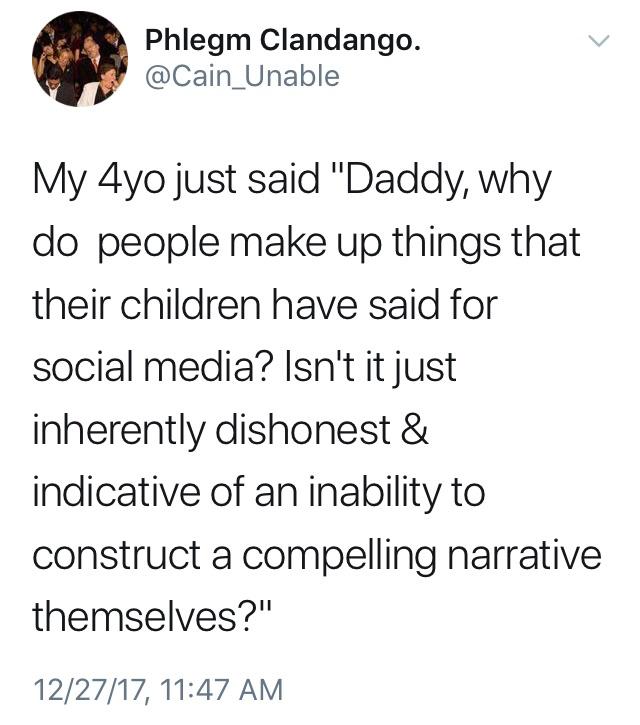 Phlegm Clandango.
@Cain_Unable
My 4yo just said "Daddy, why
do  people make up things that
their children have said for
social media? Isn't it just
inherently dishonest &
indicative of an inability to
construct a compelling narrative
themselves?"
12/27/17, 11:47 AM